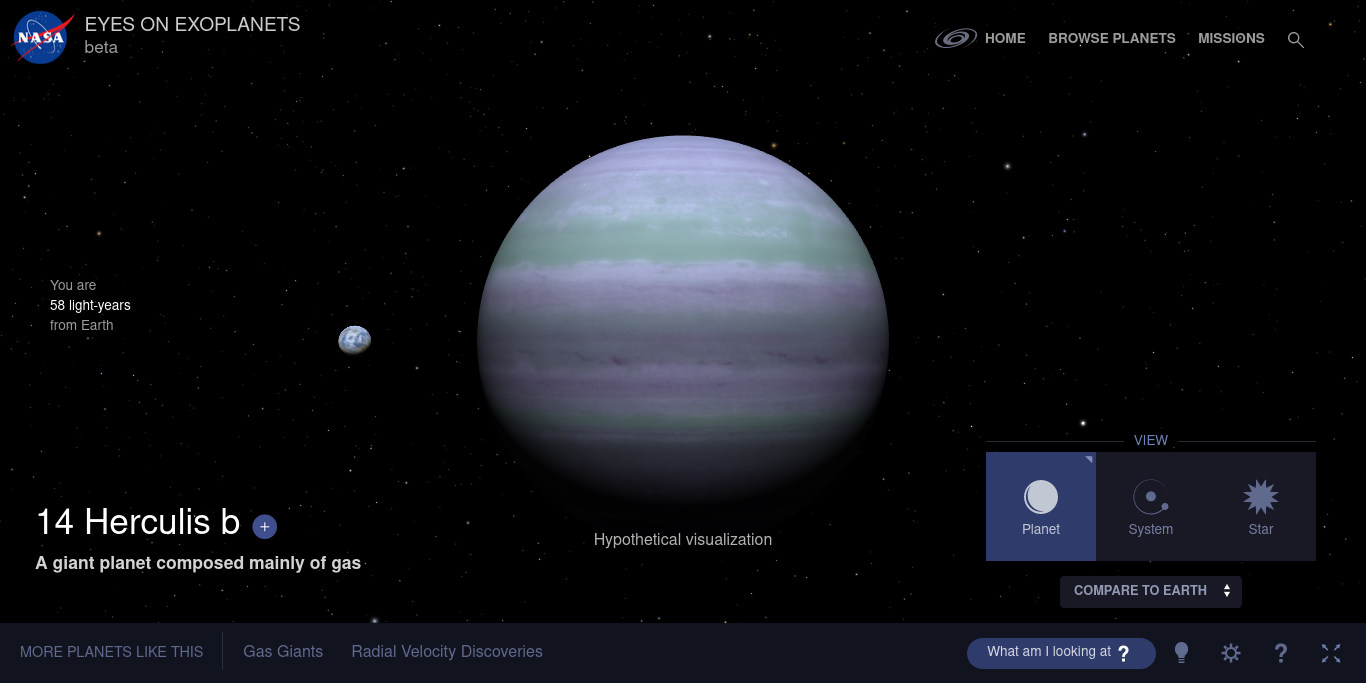 NASA
EYES ON EXOPLANETS
beta
HOME
BROWSE PLANETS
MISSIONS
You are
58 light-years
from Earth
14 Herculis b +
A giant planet composed mainly of gas
Hypothetical visualization
VIEW
Planet
System
Star
COMPARE TO EARTH
MORE PLANETS LIKE THIS
Gas Giants
Radial Velocity Discoveries
What am I looking at ?
?